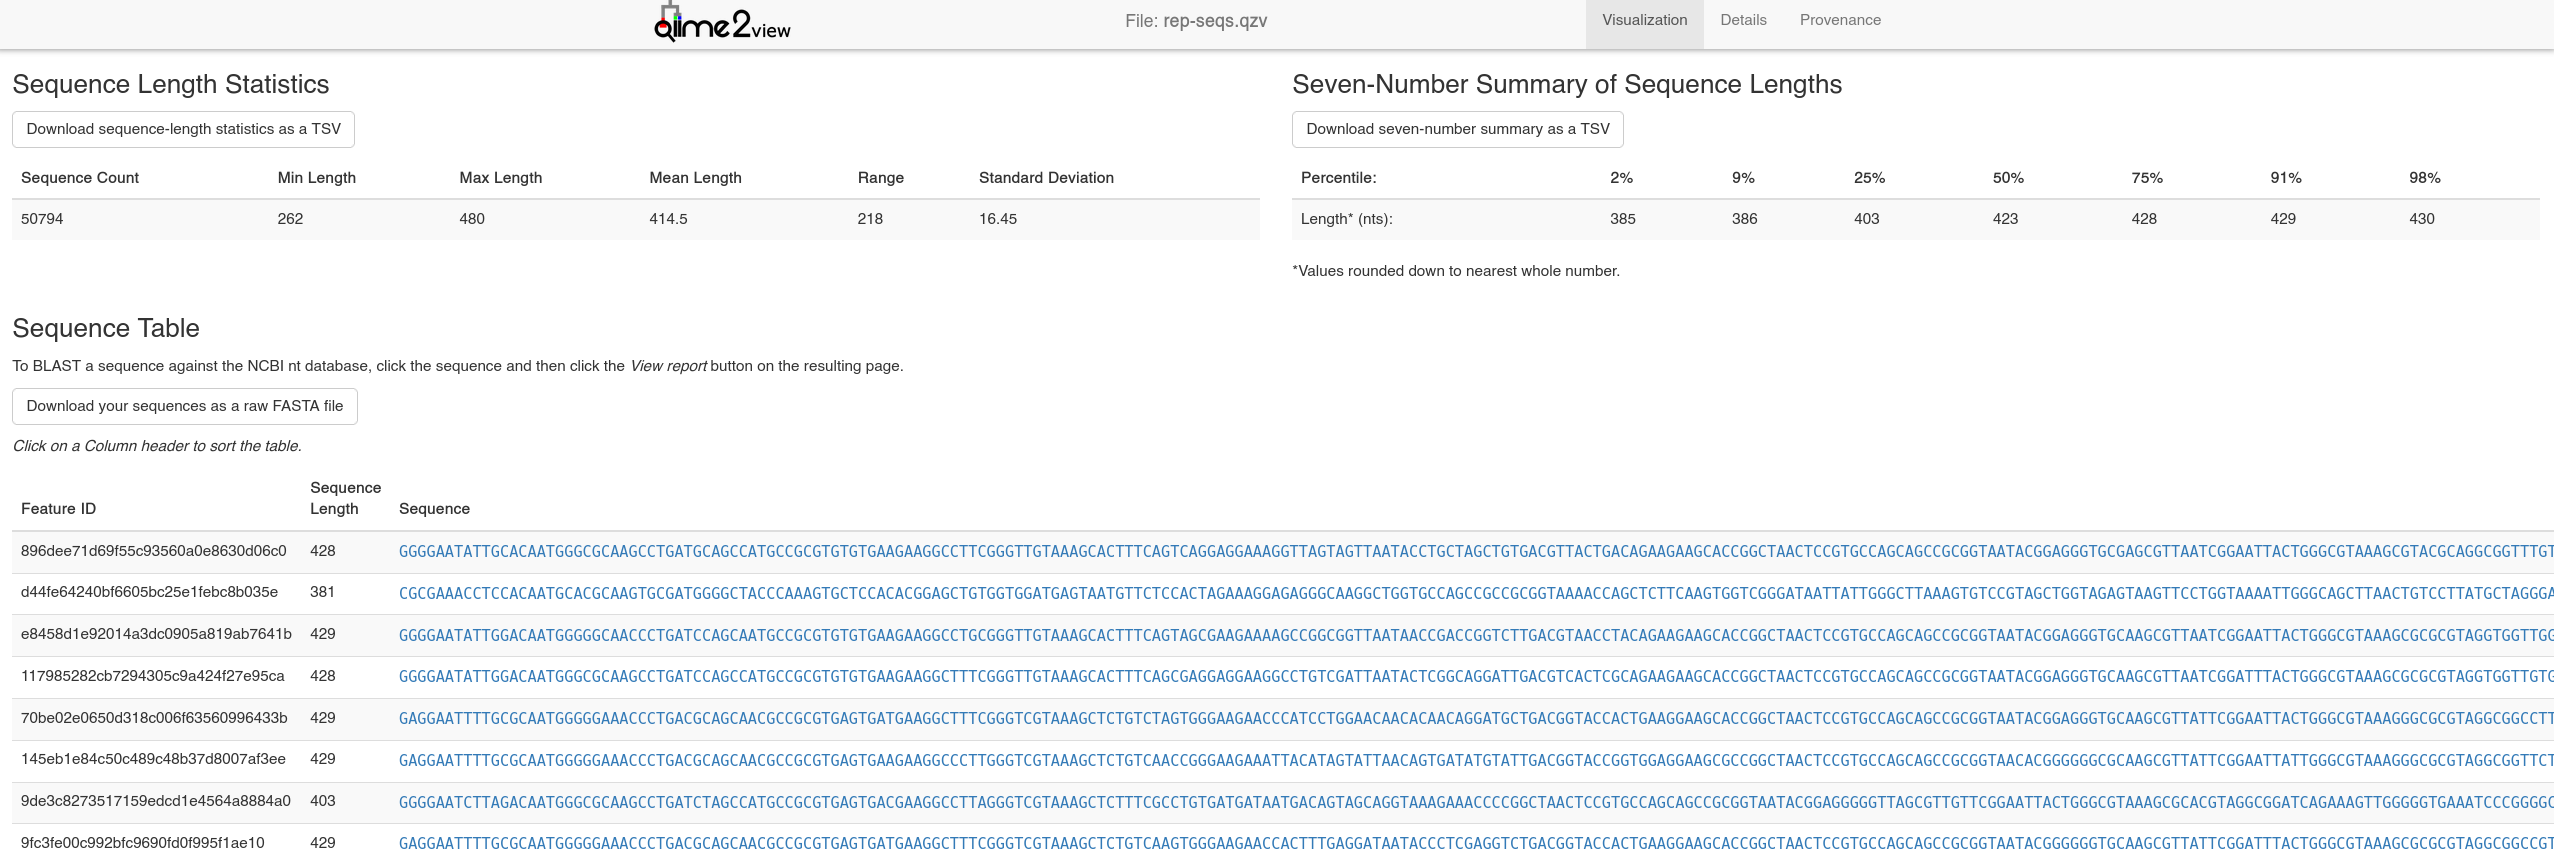 qiime2view
File: rep-seqs.qzv
Visualization Details Provenance
Sequence Length Statistics
Download sequence-length statistics as a TSV
Sequence Count Min Length Max Length Mean Length Range Standard Deviation
50794 262 480 414.5 218 16.45
Seven-Number Summary of Sequence Lengths
Download seven-number summary as a TSV
Percentile: 2% 9% 25% 50% 75% 91% 98%
Length* (nts): 385 386 403 423 428 429 430
*Values rounded down to nearest whole number.
Sequence Table
To BLAST a sequence against the NCBI nt database, click the sequence and then click the View report button on the resulting page.
Download your sequences as a raw FASTA file
Click on a Column header to sort the table.
Feature ID Sequence Length Sequence
896dee71d69f55c93560a0e8630d06c0 428 GGGGAATATTGCACAATGGGCGCAAGCCTGATGCAGCCATGCCGCGTGTGTGAAGAAGGCCTTCGGGTTGTAAAGCACTTTCAGTCAGGAGGAAAGGTTAGTAGTTAATACCTGCTAGCTGTGACGTTACTGACAGAAGAAGCACCGGCTAACTCCGTGCCAGCAGCCGCGGTAATACGGAGGGTGCGAGCGTTAATCGGAATTACTGGGCGTAAAGCGTACGCAGGCGGTTTGT
d44fe64240bf6605bc25e1febc8b035e 381 CGCGAAACCTCCACAATGCACGCAAGTGCGATGGGGCTACCCAAAGTGCTCCACACGGAGCTGTGGTGGATGAGTAATGTTCTCCACTAGAAAGGAGAGGGCAAGGCTGGTGCCAGCCGCCGCGGTAAAACCAGCTCTTCAAGTGGTCGGGATAATTATTGGGCTTAAAGTGTCCGTAGCTGGTAGAGTAAGTTCCTGGTAAAATTGGGCAGCTTAACTGTCCTTATGCTAGGGA
e8458d1e92014a3dc0905a819ab7641b 429 GGGGAATATTGGACAATGGGGGCAACCCTGATCCAGCAATGCCGCGTGTGTGAAGAAGGCCTGCGGGTTGTAAAGCACTTTCAGTAGCGAAGAAAAGCCGGCGGTTAATAACCGACCGGTCTTGACGTAACCTACAGAAGAAGCACCGGCTAACTCCGTGCCAGCAGCCGCGGTAATACGGAGGGTGCAAGCGTTAATCGGAATTACTGGGCGTAAAGCGCGCGTAGGTGGTTGG
117985282cb7294305c9a424f27e95ca 428 GGGGAATATTGGACAATGGGCGCAAGCCTGATCCAGCCATGCCGCGTGTGTGAAGAAGGCTTTCGGGTTGTAAAGCACTTTCAGCGAGGAGGAAGGCCTGTCGATTAATACTCGGCAGGATTGACGTCACTCGCAGAAGAAGCACCGGCTAACTCCGTGCCAGCAGCCGCGGTAATACGGAGGGTGCAAGCGTTAATCGGATTTACTGGGCGTAAAGCGCGCGTAGGTGGTTGTG
70be02e0650d318c006f63560996433b 429 GAGGAATTTTGCGCAATGGGGGAAACCCTGACGCAGCAACGCCGCGTGAGTGATGAAGGCTTTCGGGTCGTAAAGCTCTGTCTAGTGGGAAGAACCCATCCTGGAACAACACAACAGGATGCTGACGGTACCACTGAAGGAAGCACCGGCTAACTCCGTGCCAGCAGCCGCGGTAATACGGAGGGTGCAAGCGTTATTCGGAATTACTGGGCGTAAAGGGCGCGTAGGCGGCCTT
145eb1e84c50c489c48b37d8007af3ee 429 GAGGAATTTTGCGCAATGGGGGAAACCCTGACGCAGCAACGCCGCGTGAGTGAAGAAGGCCCTTGGGTCGTAAAGCTCTGTCAACCGGGAAGAAATTACATAGTATTAACAGTGATATGTATTGACGGTACCGGTGGAGGAAGCGCCGGCTAACTCCGTGCCAGCAGCCGCGGTAACACGGGGGGCGCAAGCGTTATTCGGAATTATTGGGCGTAAAGGGCGCGTAGGCGGTTCT
9de3c8273517159edcd1e4564a8884a0 403 GGGGAATCTTAGACAATGGGCGCAAGCCTGATCTAGCCATGCCGCGTGAGTGACGAAGGCCTTAGGGTCGTAAAGCTCTTTCGCCTGTGATGATAATGACAGTAGCAGGTAAAGAAACCCCGGCTAACTCCGTGCCAGCAGCCGCGGTAATACGGAGGGGGTTAGCGTTGTTCGGAATTACTGGGCGTAAAGCGCACGTAGGCGGATCAGAAAGTTGGGGGTGAAATCCCGGGGC
9fc3fe00c992bfc9690fd0f995f1ae10 429 GAGGAATTTTGCGCAATGGGGGAAACCCTGACGCAGCAACGCCGCGTGAGTGATGAAGGCTTTCGGGTCGTAAAGCTCTGTCAAGTGGGAAGAACCACTTTGAGGATAATACCCTCGAGGTCTGACGGTACCACTGAAGGAAGCACCGGCTAACTCCGTGCCAGCAGCCGCGGTAATACGGGGGGTGCAAGCGTTATTCGGATTTACTGGGCGTAAAGCGCGCGTAGGCGGCCGT